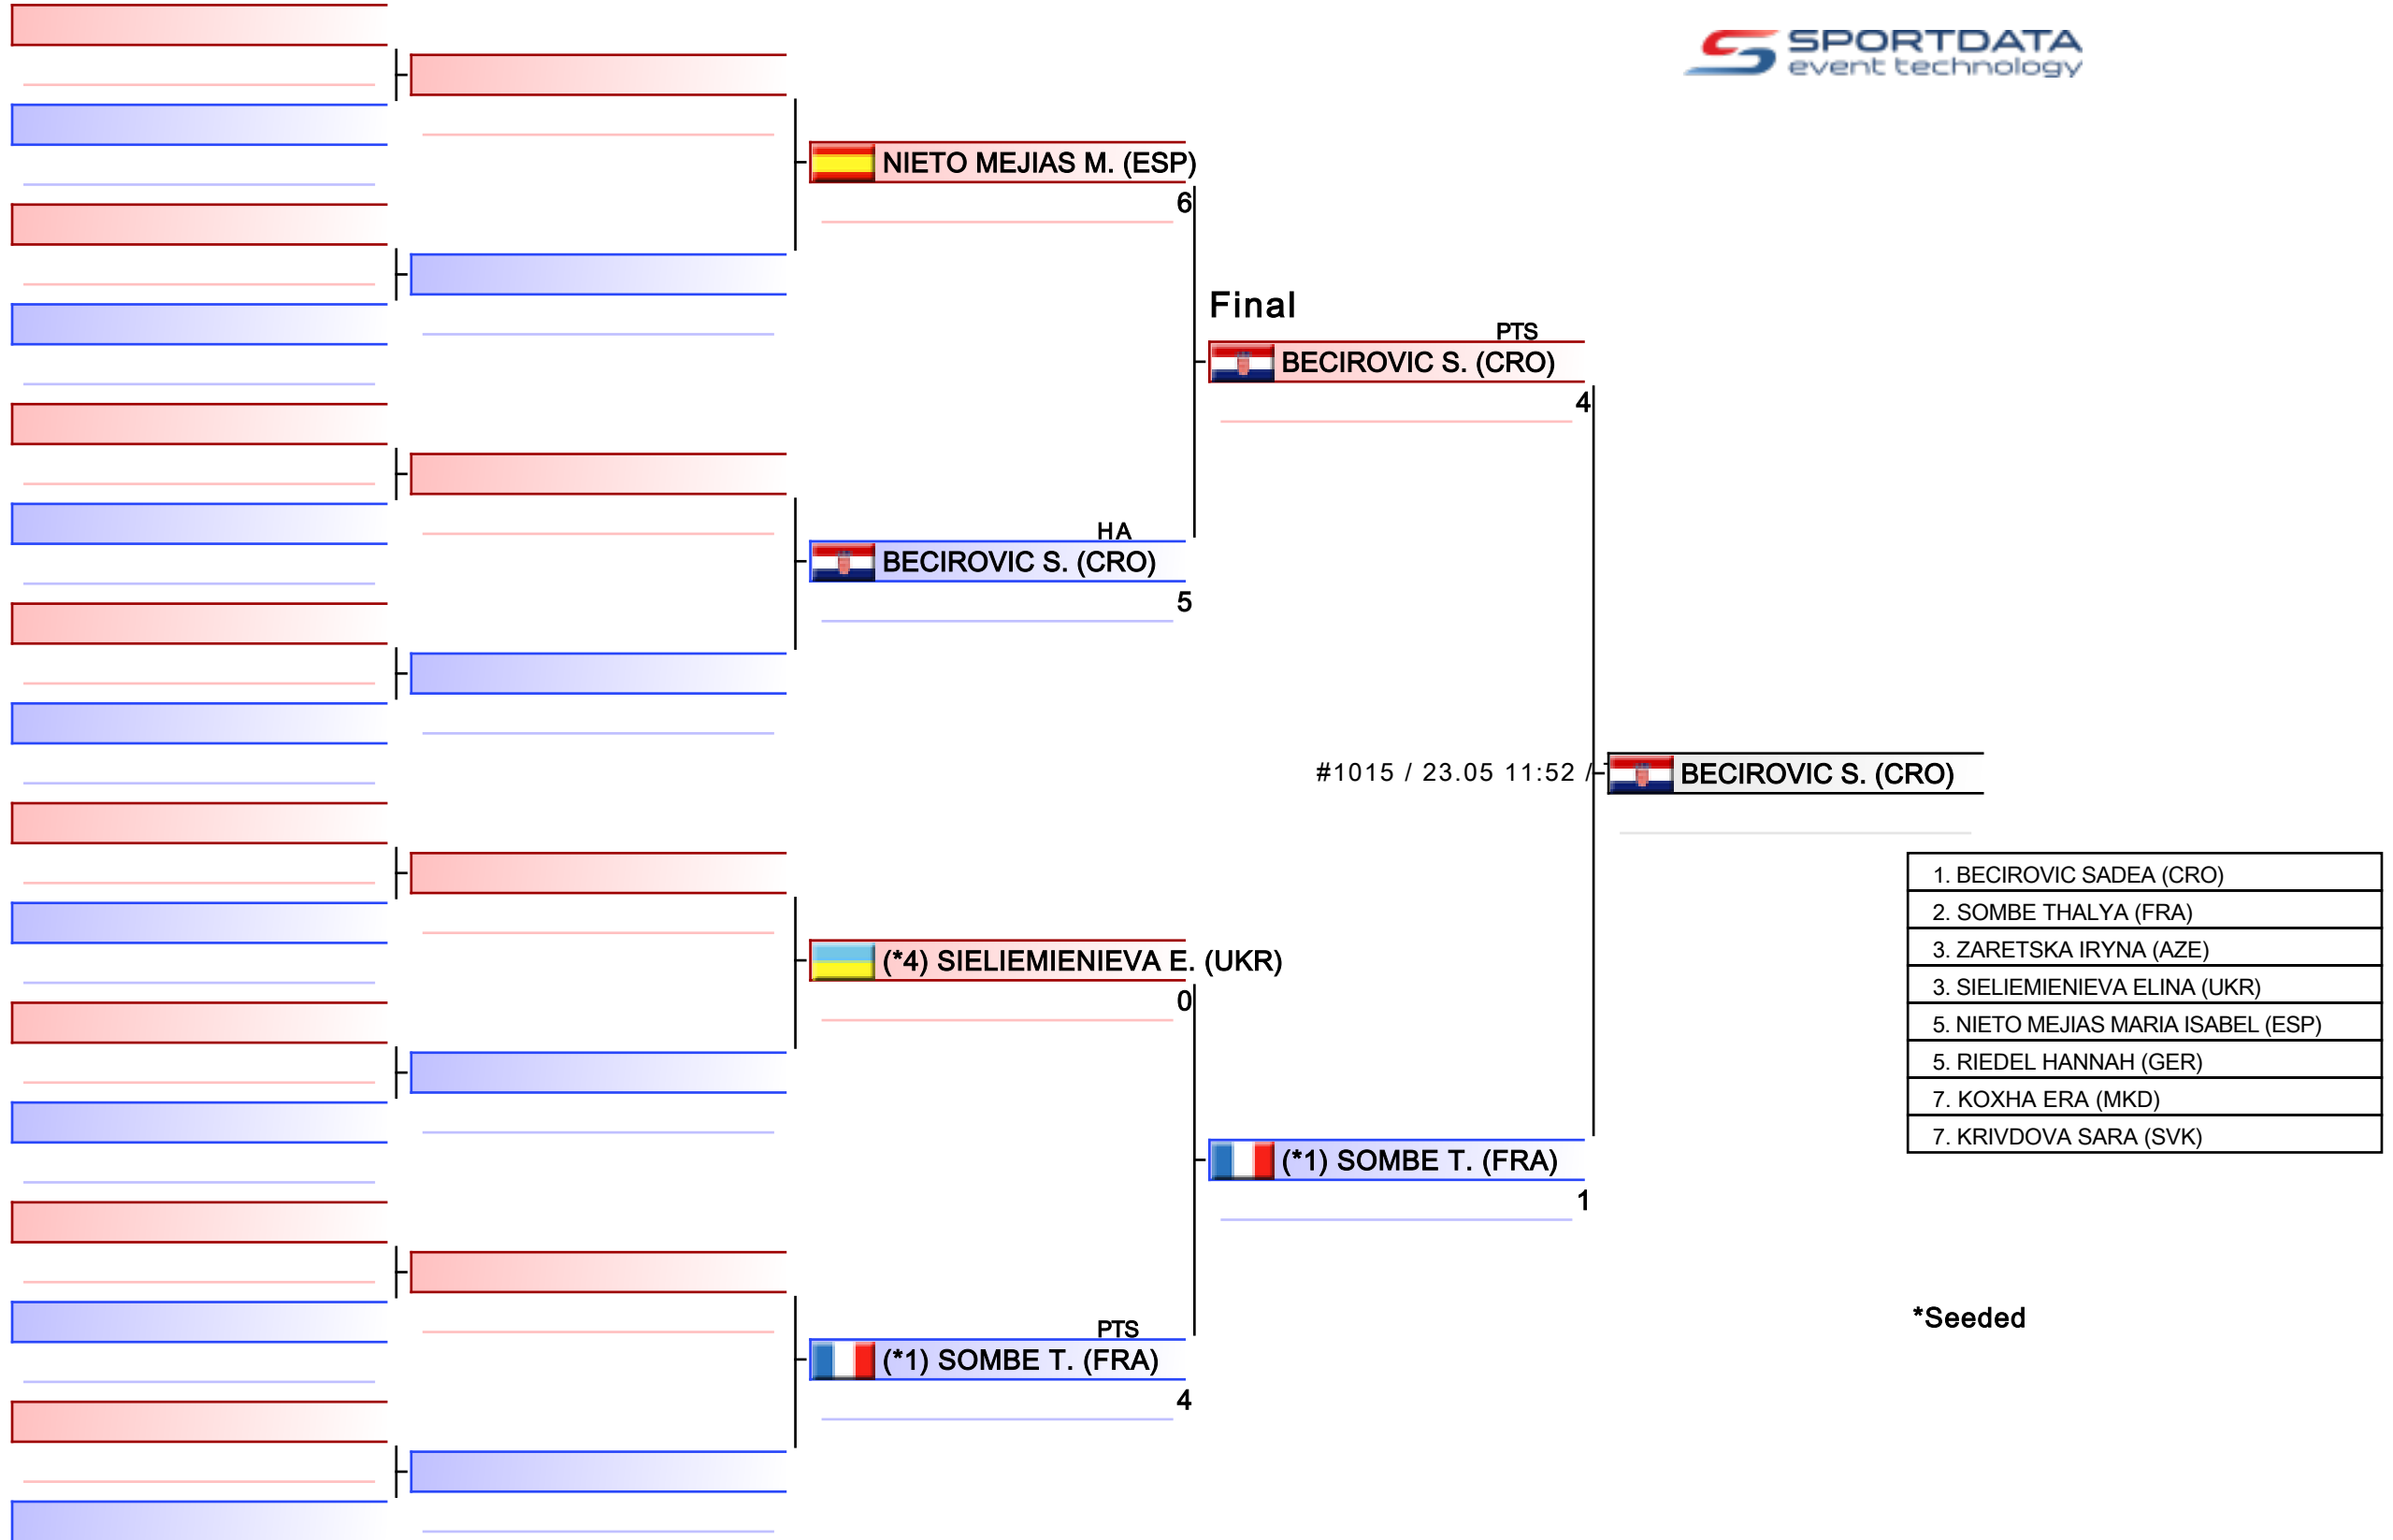 SPORTDATA
event technology
NIETO MEJIAS M. (ESP)
6
Final
PTS
BECIROVIC S. (CRO)
4
HA
BECIROVIC S. (CRO)
5
#1015 / 23.05 11:52 /
BECIROVIC S. (CRO)
1. BECIROVIC SADEA (CRO)
2. SOMBE THALYA (FRA)
3. ZARETSKA IRYNA (AZE)
3. SIELIEMIENIEVA ELINA (UKR)
5. NIETO MEJIAS MARIA ISABEL (ESP)
5. RIEDEL HANNAH (GER)
7. KOXHA ERA (MKD)
7. KRIVDOVA SARA (SVK)
(*4) SIELIEMIENIEVA E. (UKR)
0
(*1) SOMBE T. (FRA)
1
PTS
(*1) SOMBE T. (FRA)
4
*Seeded